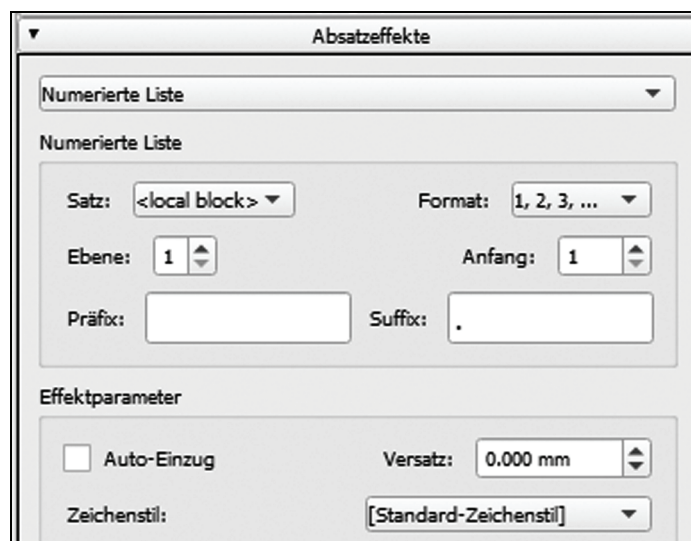 Absatzeffekte
Numerierte Liste
Numerierte Liste
Satz: <local block> Format: 1, 2, 3, ...
Ebene: 1 Anfang: 1
Präfix: Suffix: .
Effektparameter
Auto-Einzug Versatz: 0.000 mm
Zeichenstil: [Standard-Zeichenstil]